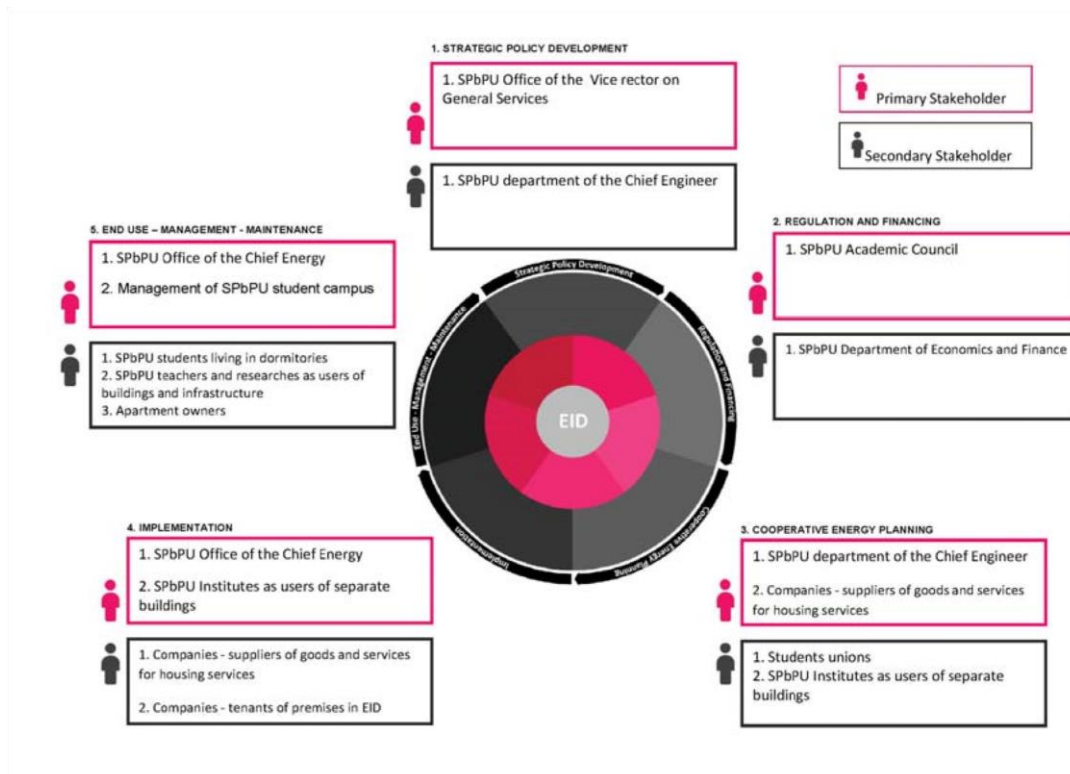 1. STRATEGIC POLICY DEVELOPMENT
1. SPbPU Office of the Vice rector on
General Services
1. SPbPU department of the Chief Engineer
Primary Stakeholder
Secondary Stakeholder
2. REGULATION AND FINANCING
1. SPbPU Academic Council
1. SPbPU Department of Economics and Finance
5. END USE – MANAGEMENT - MAINTENANCE
1. SPbPU Office of the Chief Energy
2. Management of SPbPU student campus
1. SPbPU students living in dormitories
2. SPbPU teachers and researches as users of
buildings and infrastructure
3. Apartment owners
Strategic Policy Development
Regulation and Financing
Cooperative Energy Planning
Implementation
End Use - Management - Maintenance
EID
4. IMPLEMENTATION
1. SPbPU Office of the Chief Energy
2. SPbPU Institutes as users of separate
buildings
1. Companies - suppliers of goods and services
for housing services
2. Companies - tenants of premises in EID
3. COOPERATIVE ENERGY PLANNING
1. SPbPU department of the Chief Engineer
2. Companies - suppliers of goods and services
for housing services
1. Students unions
2. SPbPU Institutes as users of separate
buildings